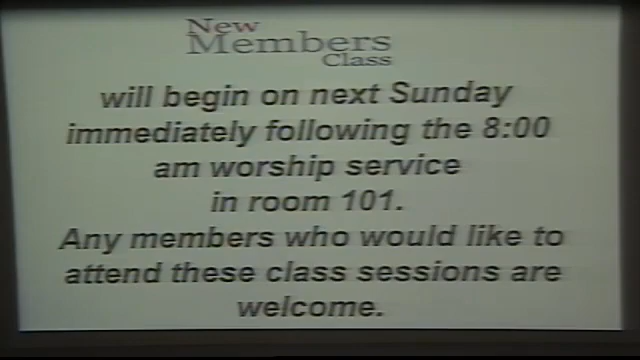 New
Members
Class
will begin on next Sunday
immediately following the 8:00
am worship service
in room 101.
Any members who would like to
attend these class sessions are
welcome.